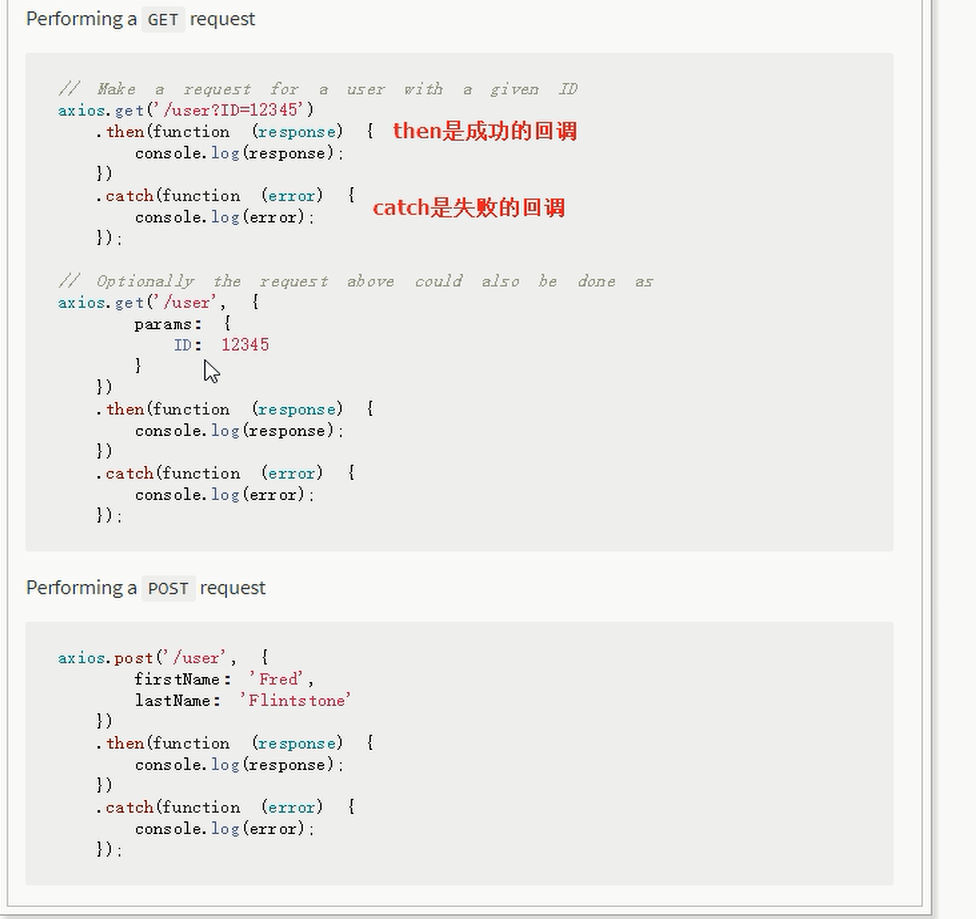 Performing a GET request
// Make a request for a user with a given ID
axios.get('/user?ID=12345')
.then(function (response) { then是成功的回调
console.log(response);
})
.catch(function (error) {
catch是失败的回调
console.log(error);
});
// Optionally the request above could also be done as
axios.get('/user', {
params: {
ID: 12345
}
})
.then(function (response) {
console.log(response);
})
.catch(function (error) {
console.log(error);
});
Performing a POST request
axios.post('/user', {
firstName: 'Fred',
lastName: 'Flintstone'
})
.then(function (response) {
console.log(response);
})
.catch(function (error) {
console.log(error);
});